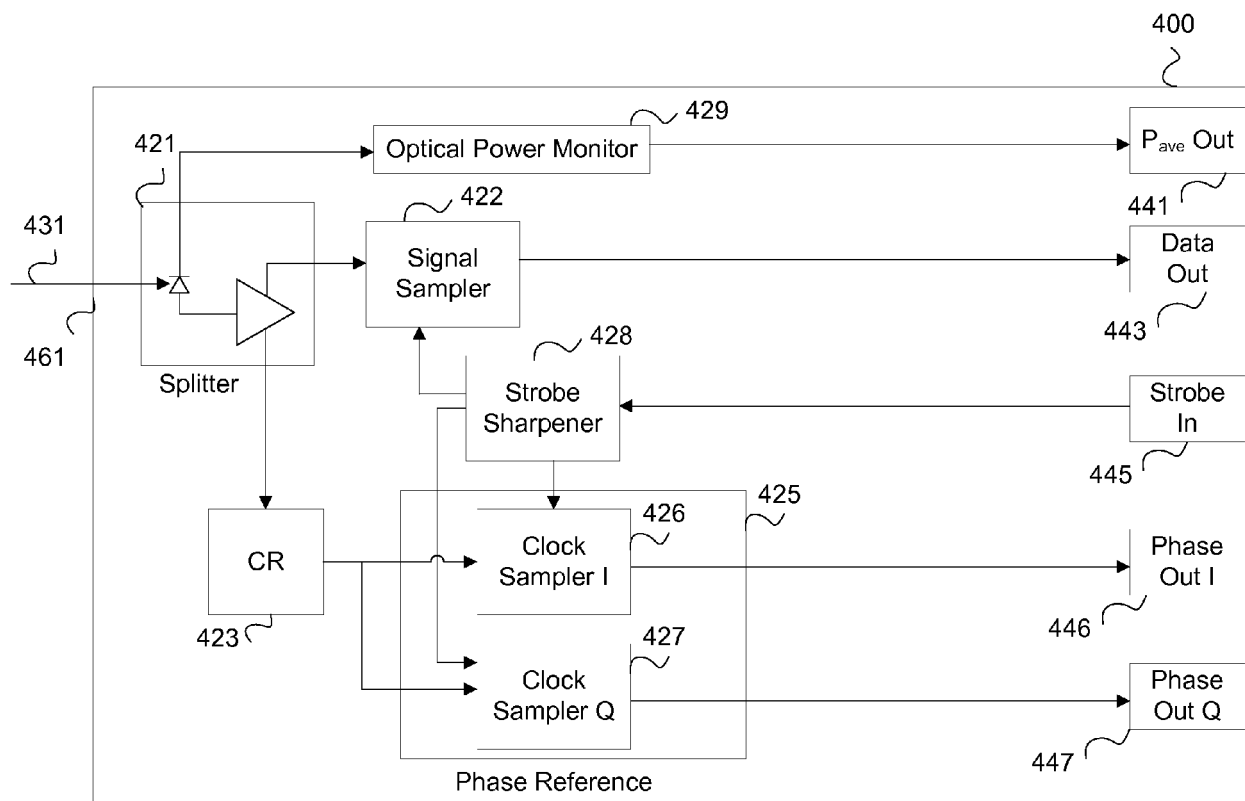 400
429
421
Optical Power Monitor
P_ave Out
441
422
431
Signal
Sampler
Data
Out
443
461
Splitter
428
Strobe
Sharpener
Strobe
In
445
425
426
CR
Clock
Sampler I
Phase
Out I
446
423
427
Clock
Sampler Q
Phase
Out Q
447
Phase Reference